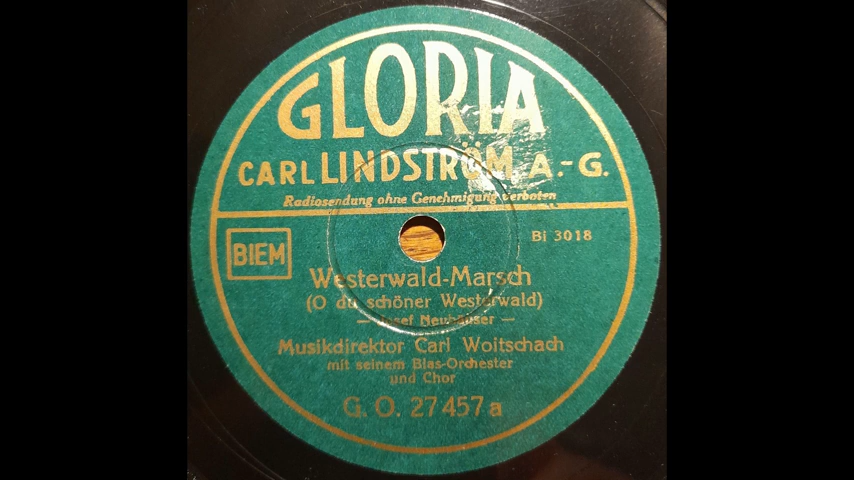 GLORIA
CARL LINDSTRÖM A.-G.
Radiosendung ohne Genehmigung verboten
BIEM
Bi 3018
Westerwald-Marsch
(O du schöner Westerwald)
— Josef Neuhäuser —
Musikdirektor Carl Woitschach
mit seinem Blas-Orchester
und Chor
G. O. 27457 a